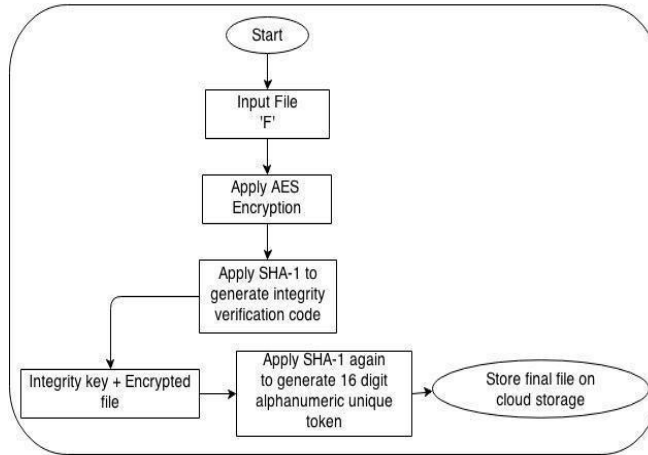 Start
Input File
'F'
Apply AES
Encryption
Apply SHA-1 to
generate integrity
verification code
Integrity key + Encrypted
file
Apply SHA-1 again
to generate 16 digit
alphanumeric unique
token
Store final file on
cloud storage